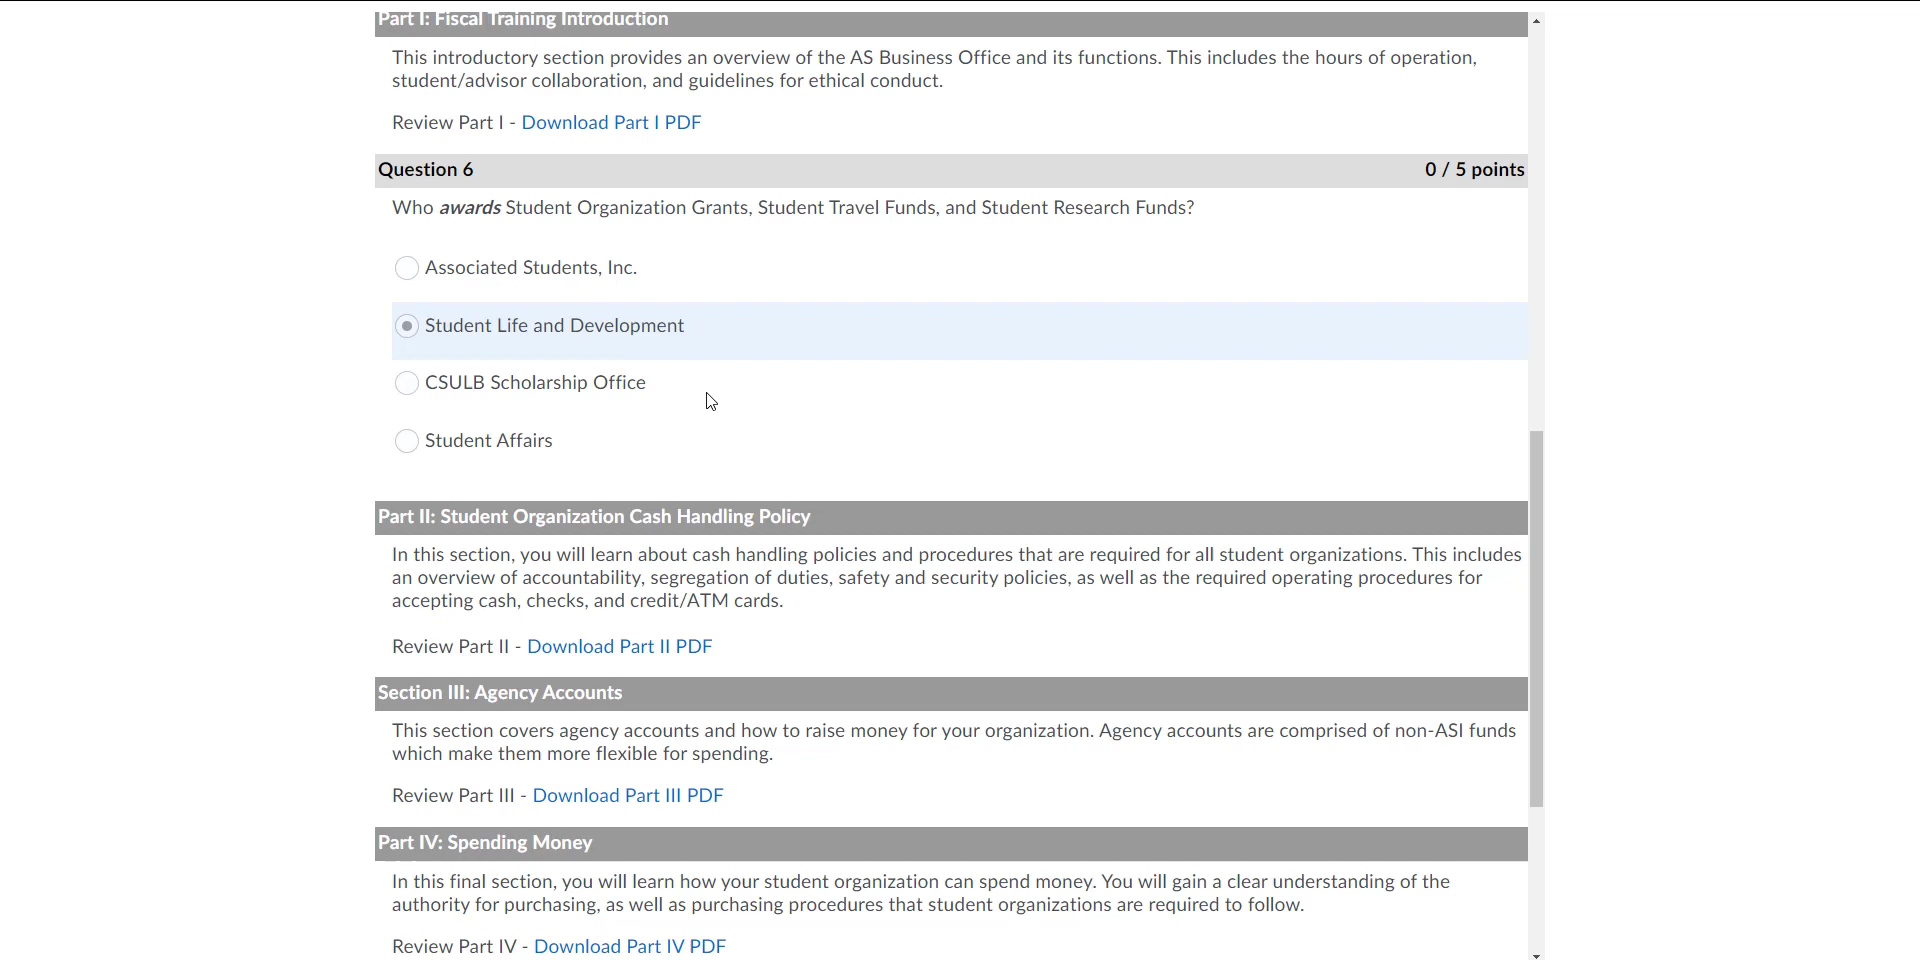 Part I: Fiscal Training Introduction
This introductory section provides an overview of the AS Business Office and its functions. This includes the hours of operation,
student/advisor collaboration, and guidelines for ethical conduct.
Review Part I - Download Part I PDF
Question 6 0 / 5 points
Who awards Student Organization Grants, Student Travel Funds, and Student Research Funds?
Associated Students, Inc.
Student Life and Development
CSULB Scholarship Office
Student Affairs
Part II: Student Organization Cash Handling Policy
In this section, you will learn about cash handling policies and procedures that are required for all student organizations. This includes
an overview of accountability, segregation of duties, safety and security policies, as well as the required operating procedures for
accepting cash, checks, and credit/ATM cards.
Review Part II - Download Part II PDF
Section III: Agency Accounts
This section covers agency accounts and how to raise money for your organization. Agency accounts are comprised of non-ASI funds
which make them more flexible for spending.
Review Part III - Download Part III PDF
Part IV: Spending Money
In this final section, you will learn how your student organization can spend money. You will gain a clear understanding of the
authority for purchasing, as well as purchasing procedures that student organizations are required to follow.
Review Part IV - Download Part IV PDF